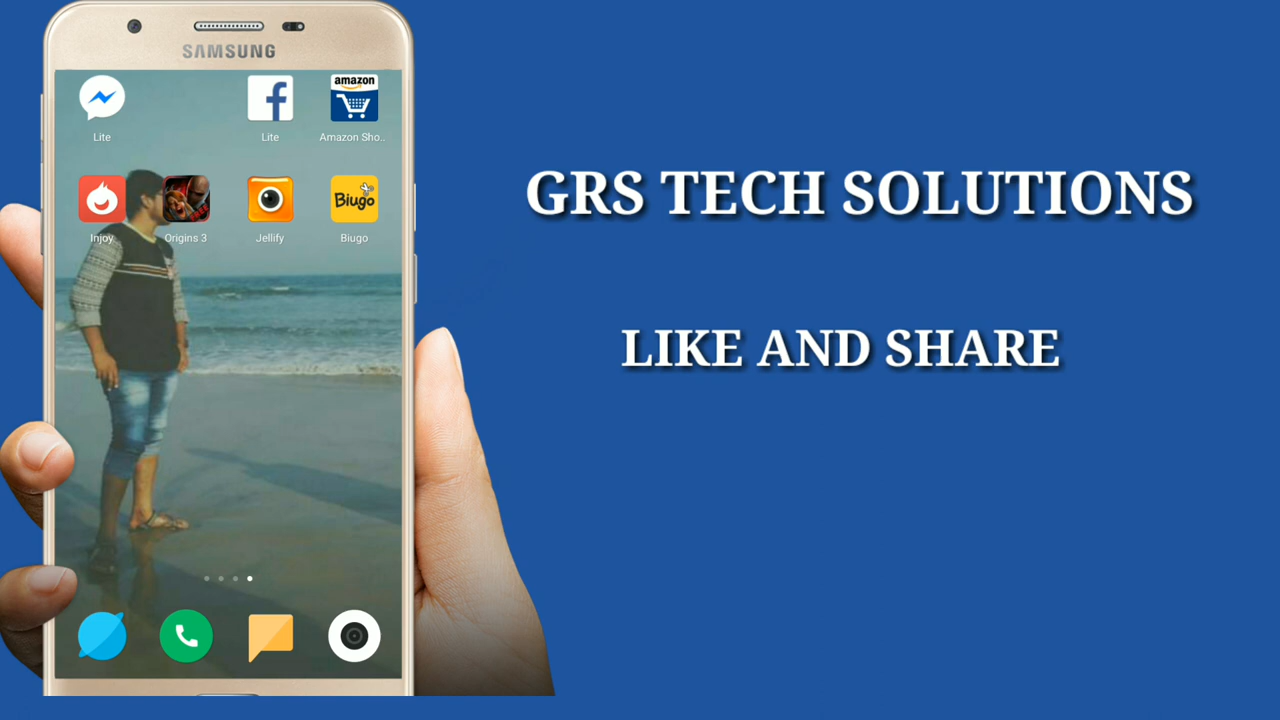 SAMSUNG
amazon
Lite
Lite
Amazon Sho..
Biugo
Injoy
Origins 3
Jellify
Biugo
GRS TECH SOLUTIONS
LIKE AND SHARE